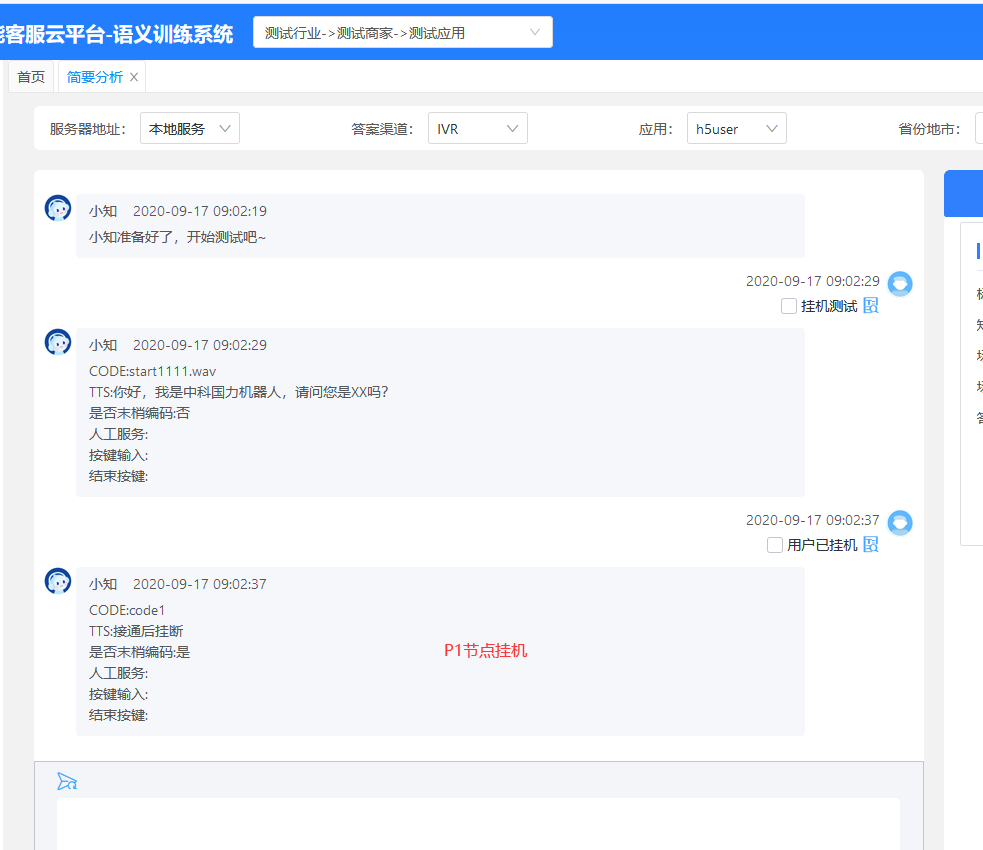 客服云平台-语义训练系统 测试行业->测试商家->测试应用
首页 简要分析 ×
服务器地址： 本地服务 答案渠道： IVR 应用： h5user 省份地市：
小知 2020-09-17 09:02:19
小知准备好了，开始测试吧~
2020-09-17 09:02:29
挂机测试
小知 2020-09-17 09:02:29
CODE:start1111.wav
TTS:你好，我是中科国力机器人，请问您是XX吗?
是否末梢编码:否
人工服务:
按键输入:
结束按键:
2020-09-17 09:02:37
用户已挂机
小知 2020-09-17 09:02:37
CODE:code1
TTS:接通后挂断
是否末梢编码:是
P1节点挂机
人工服务:
按键输入:
结束按键: